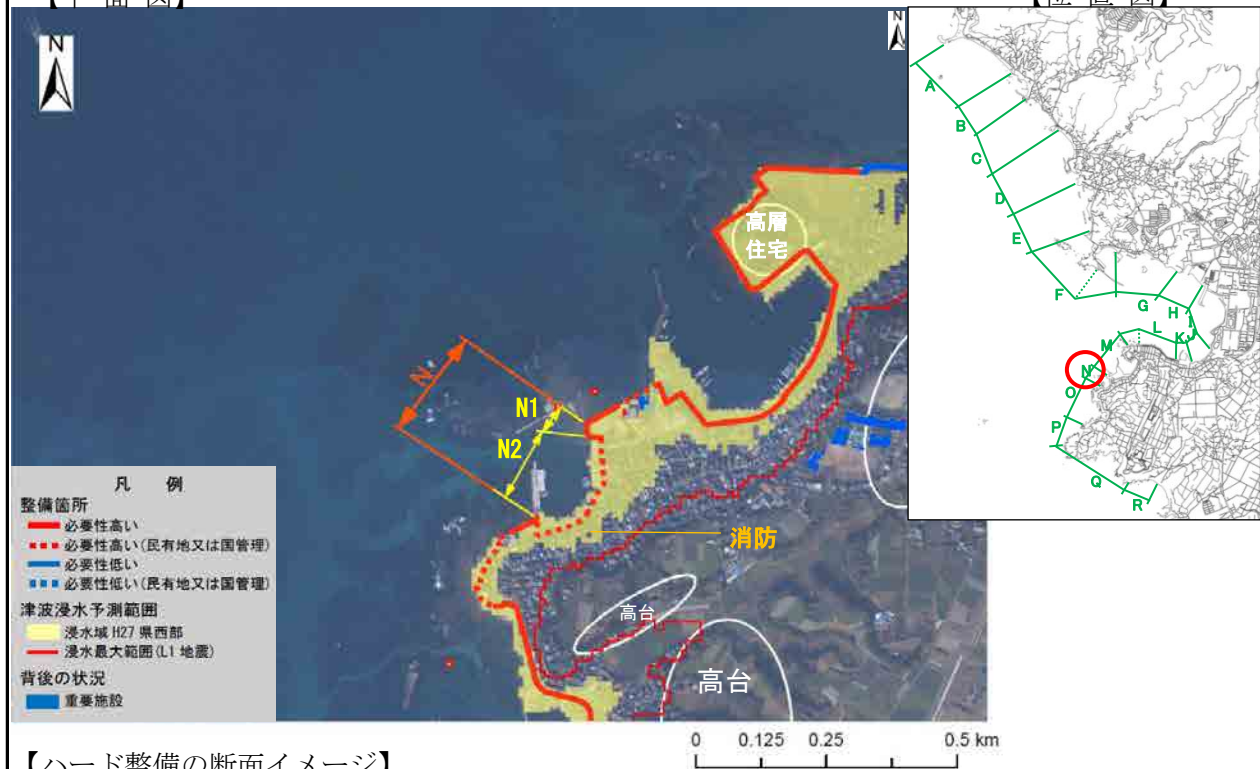 【平面図】
【位置図】
N
N
A
B
C
D
E
F
G
H
I
J
K
L
M
N
O
P
Q
R
高層
住宅
N
N1
N2
消防
高台
高台
凡 例
整備箇所
必要性高い
必要性高い(民有地又は国管理)
必要性低い
必要性低い(民有地又は国管理)
津波浸水予測範囲
浸水域 H27 県西部
浸水最大範囲(L1 地震)
背後の状況
重要施設
0 0.125 0.25 0.5 km
【ハード整備の断面イメージ】